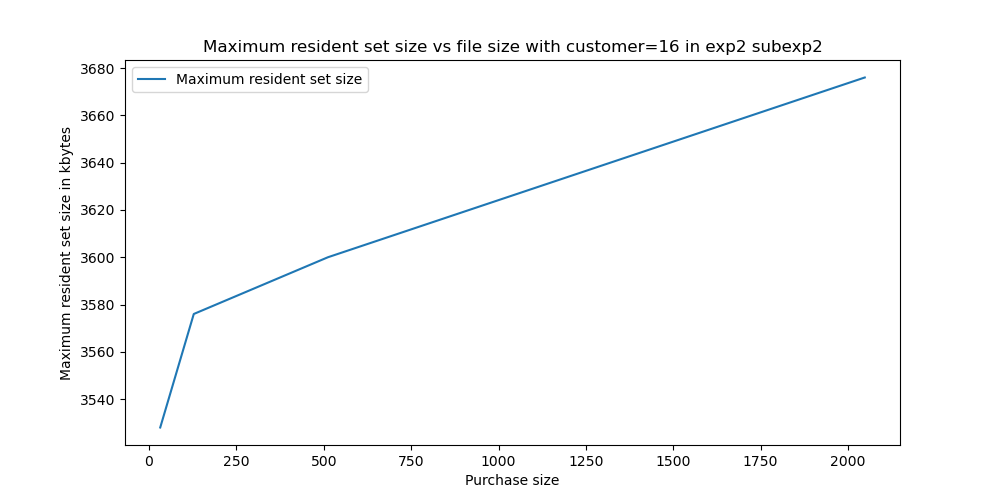 Maximum resident set size vs file size with customer=16 in exp2 subexp2
Maximum resident set size
Maximum resident set size in kbytes
3680
3660
3640
3620
3600
3580
3560
3540
0 250 500 750 1000 1250 1500 1750 2000
Purchase size